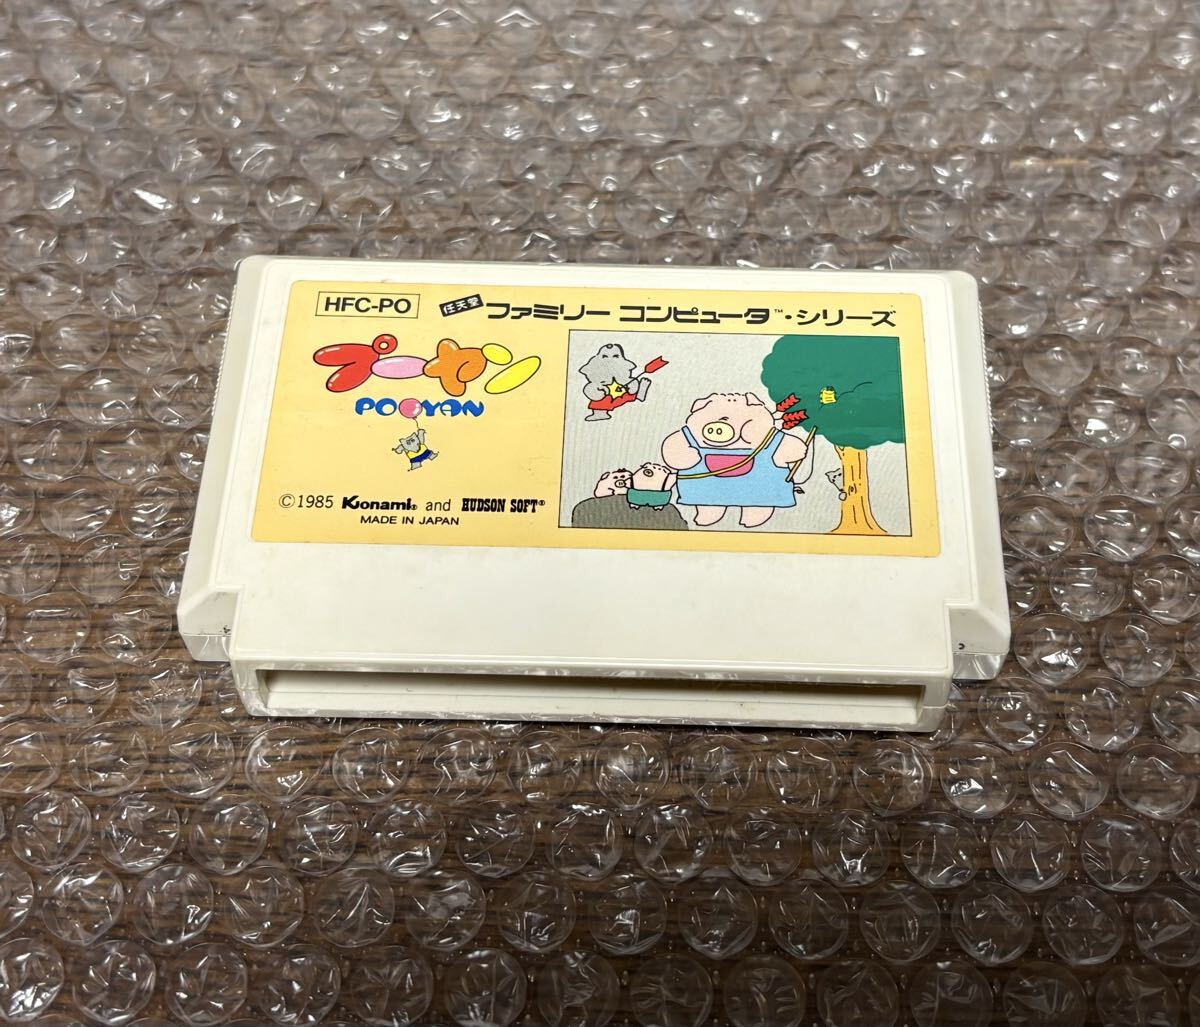 HFC-PO
任天堂 ファミリー コンピュータ™・シリーズ
プーヤン
POOYAN
©1985 Konami® and HUDSON SOFT®
MADE IN JAPAN